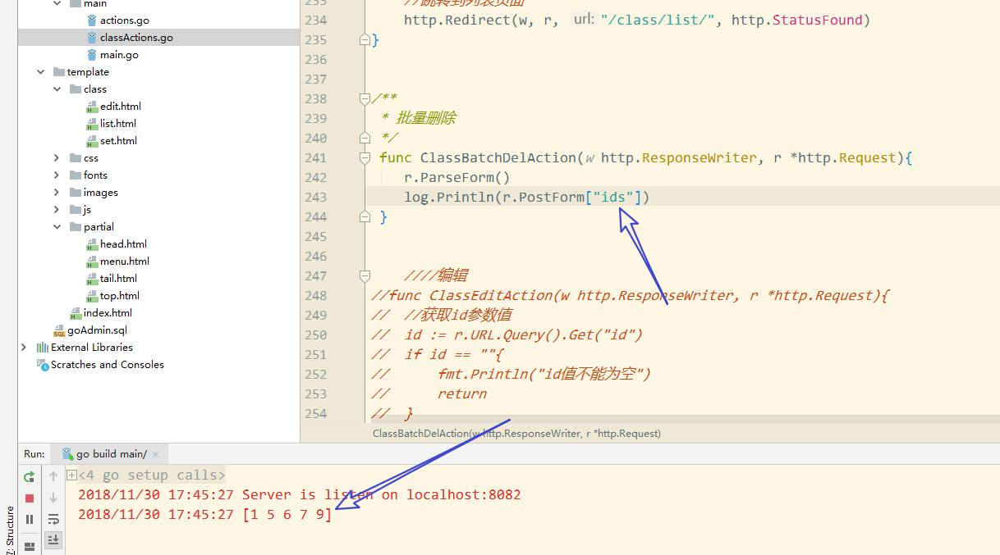 main
actions.go
classActions.go
main.go
template
class
edit.html
list.html
set.html
css
fonts
images
js
partial
head.html
menu.html
tail.html
top.html
index.html
goAdmin.sql
External Libraries
Scratches and Consoles
233 //跳转到列表页面
234 http.Redirect(w, r, url: "/class/list/", http.StatusFound)
235 }
236
237
238 /**
239 * 批量删除
240 */
241 func ClassBatchDelAction(w http.ResponseWriter, r *http.Request){
242 r.ParseForm()
243 log.Println(r.PostForm["ids"])
244 }
245
246
247 ////编辑
248 //func ClassEditAction(w http.ResponseWriter, r *http.Request){
249 // //获取id参数值
250 // id := r.URL.Query().Get("id")
251 // if id == ""{
252 // fmt.Println("id值不能为空")
253 // return
254 // }
ClassBatchDelAction(w http.ResponseWriter, r *http.Request)
Run: go build main/
<4 go setup calls>
2018/11/30 17:45:27 Server is listen on localhost:8082
2018/11/30 17:45:27 [1 5 6 7 9]
7: Structure